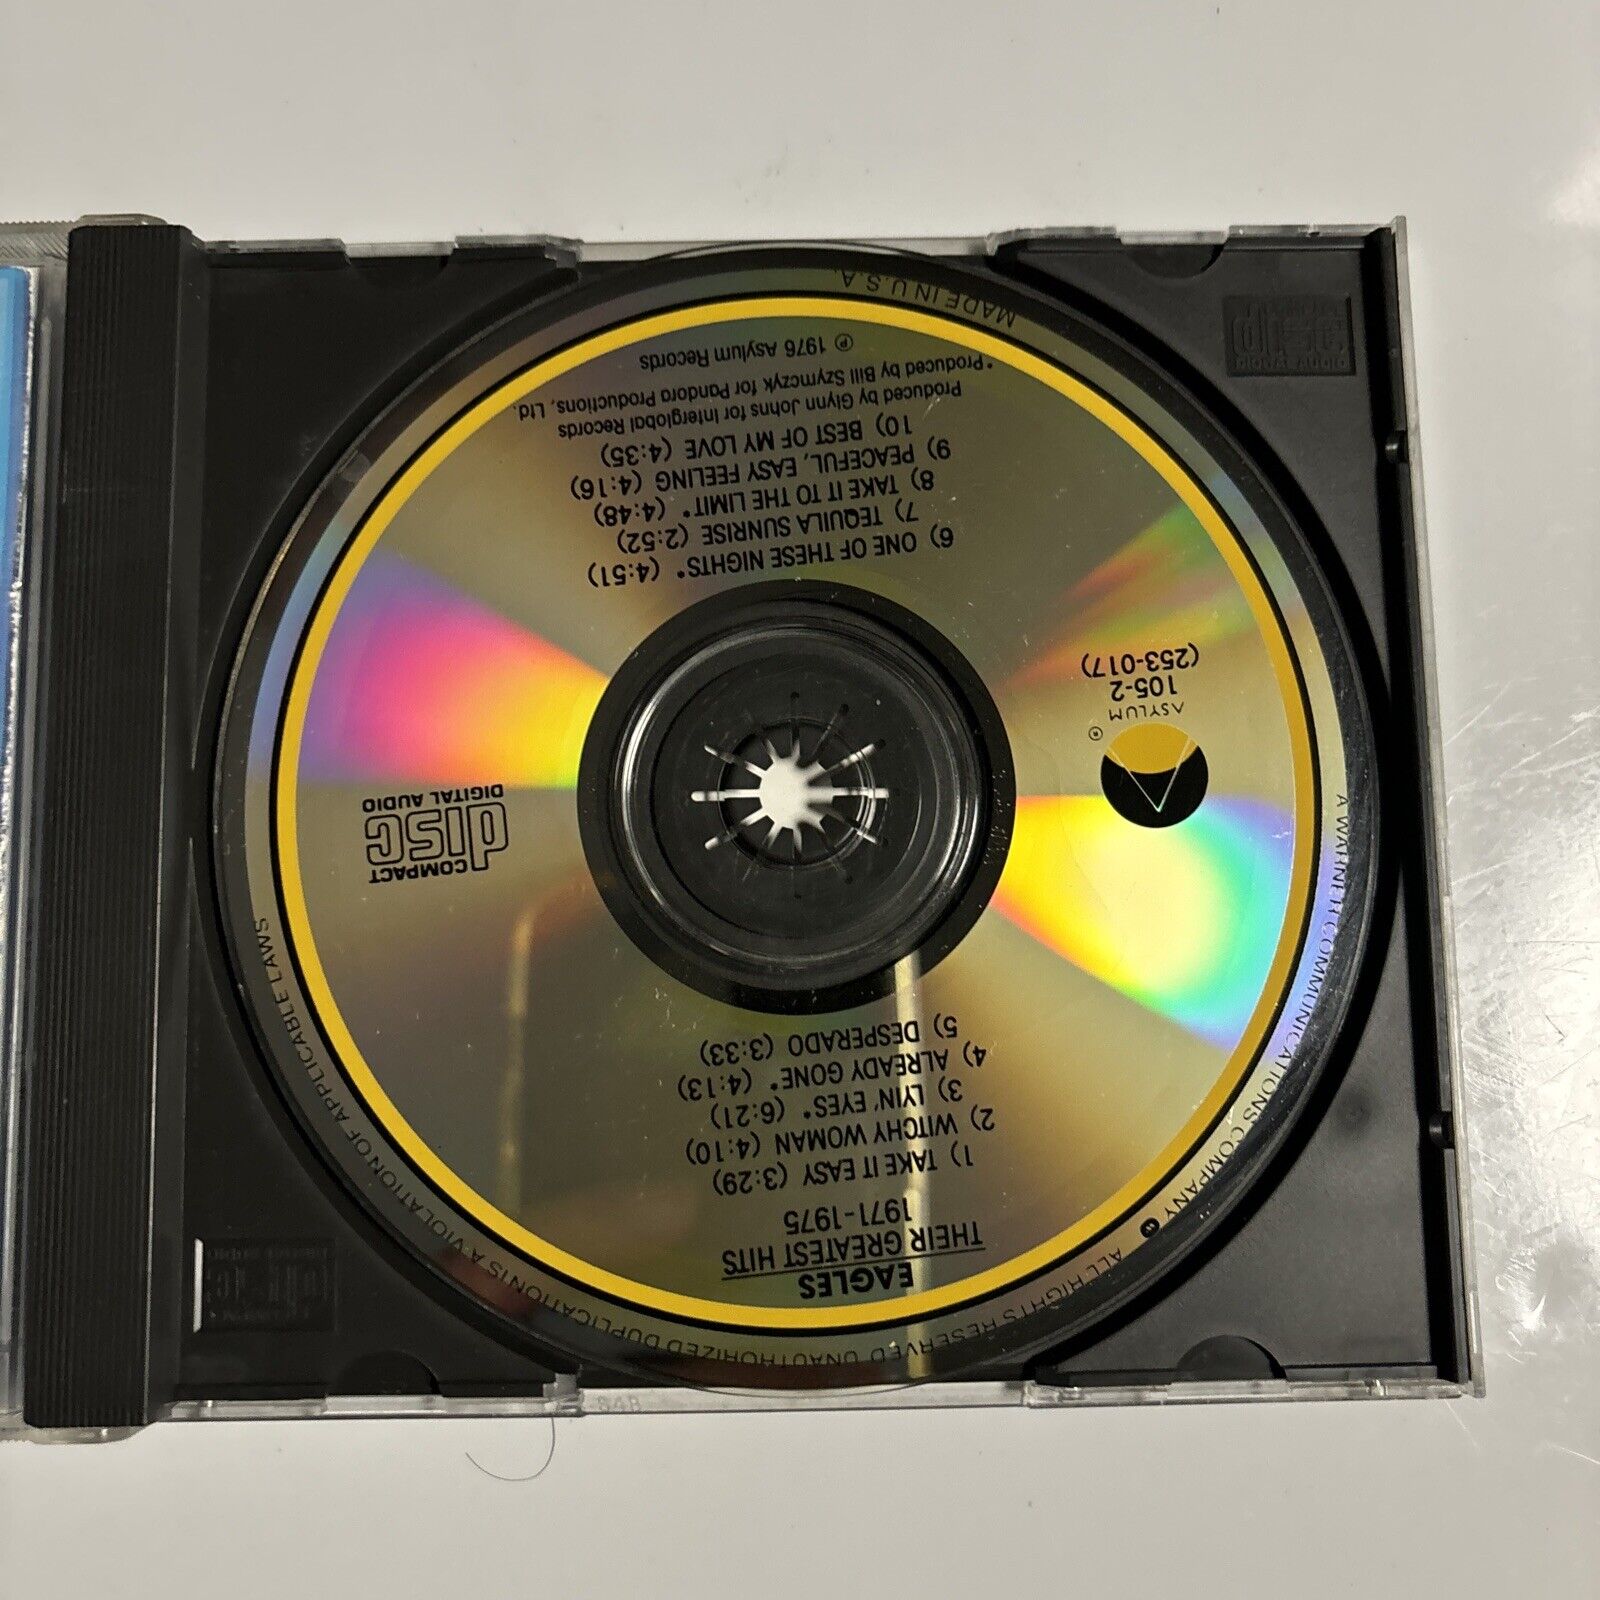 EAGLES
THEIR GREATEST HITS
1971-1975
1) TAKE IT EASY (3:29)
2) WITCHY WOMAN (4:10)
3) LYIN' EYES* (6:21)
4) ALREADY GONE* (4:13)
5) DESPERADO (3:33)
COMPACT
disc
DIGITAL AUDIO
ASYLUM
®
105-2
(253-017)
6) ONE OF THESE NIGHTS* (4:51)
7) TEQUILA SUNRISE (2:52)
8) TAKE IT TO THE LIMIT* (4:48)
9) PEACEFUL, EASY FEELING (4:16)
10) BEST OF MY LOVE (4:35)
Produced by Glynn Johns for Interglobal Records
*Produced by Bill Szymczyk for Pandora Productions, Ltd.
℗ 1976 Asylum Records
MADE IN U.S.A.
A WARNER COMMUNICATIONS COMPANY
ALL RIGHTS RESERVED UNAUTHORIZED DUPLICATION IS A VIOLATION OF APPLICABLE LAWS
disc
DIGITAL AUDIO